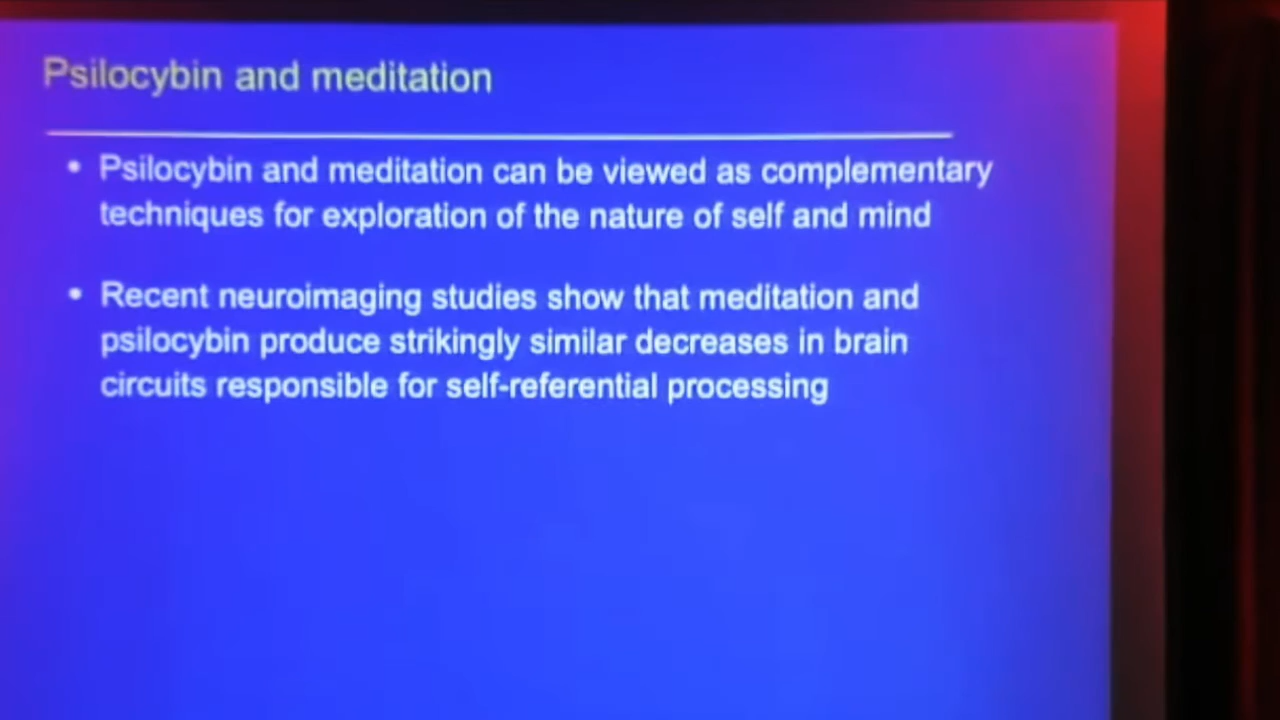 Psilocybin and meditation
• Psilocybin and meditation can be viewed as complementary
techniques for exploration of the nature of self and mind
• Recent neuroimaging studies show that meditation and
psilocybin produce strikingly similar decreases in brain
circuits responsible for self-referential processing